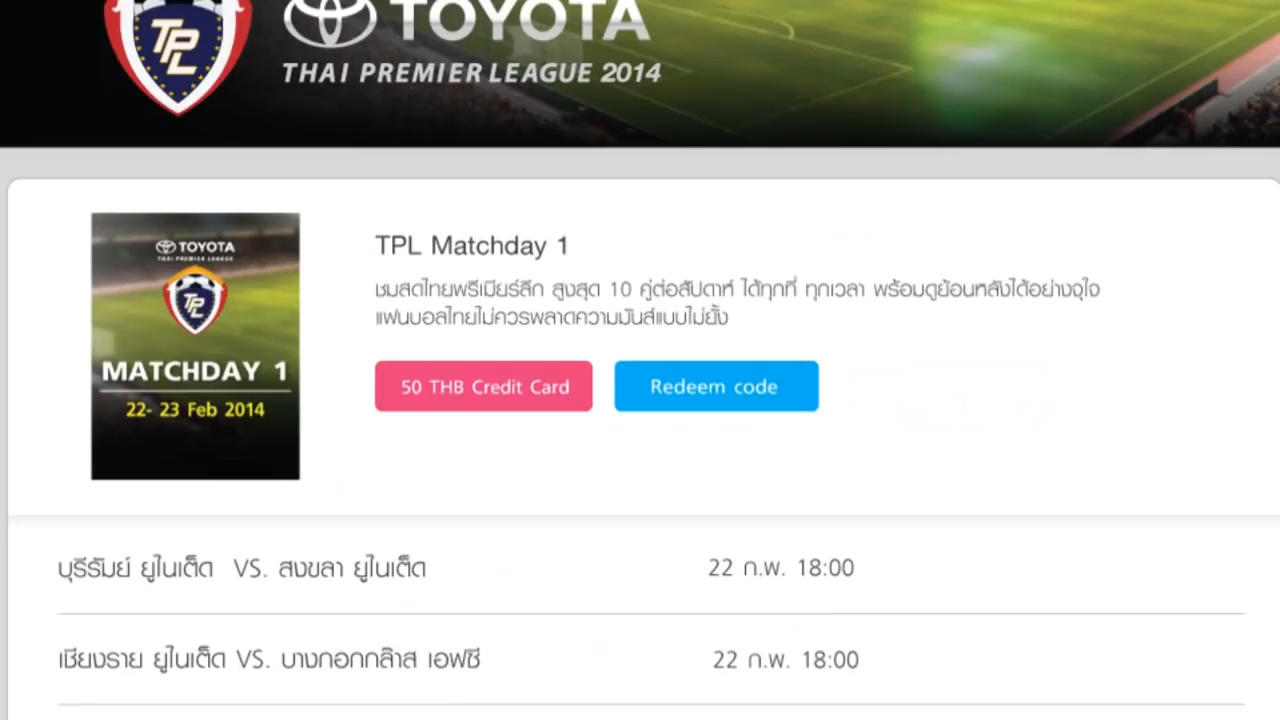 TPL
TOYOTA
THAI PREMIER LEAGUE 2014
TOYOTA
THAI PREMIER LEAGUE
TPL
MATCHDAY 1
22- 23 Feb 2014
TPL Matchday 1
ชมสดไทยพรีเมียร์ลีก สูงสุด 10 คู่ต่อสัปดาห์ ได้ทุกที่ ทุกเวลา พร้อมดูย้อนหลังได้อย่างจุใจ
แฟนบอลไทยไม่ควรพลาดความมันส์แบบไม่ยั้ง
50 THB Credit Card
Redeem code
บุรีรัมย์ ยูไนเต็ด VS. สงขลา ยูไนเต็ด
22 ก.พ. 18:00
เชียงราย ยูไนเต็ด VS. บางกอกกล๊าส เอฟซี
22 ก.พ. 18:00